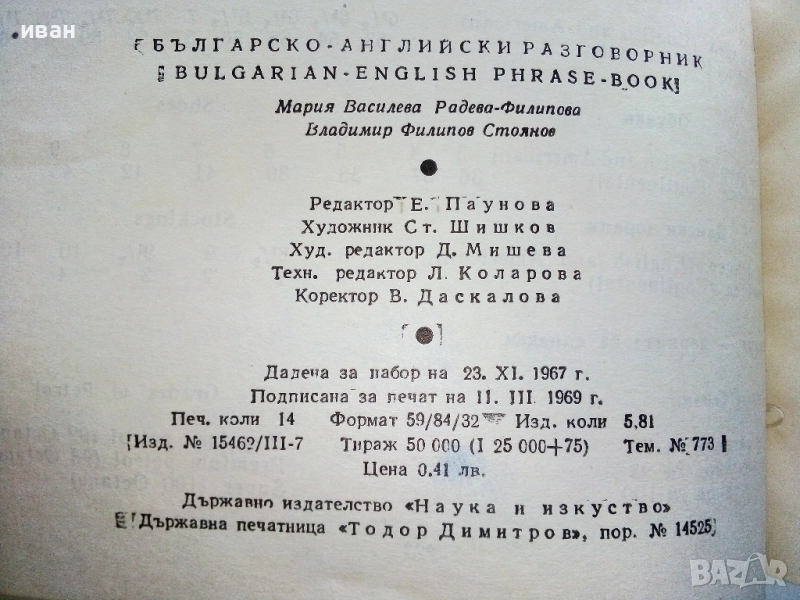 иван
БЪЛГАРСКО-АНГЛИЙСКИ РАЗГОВОРНИК
BULGARIAN-ENGLISH PHRASE-BOOK
Мария Василева Радева-Филипова
Владимир Филипов Стоянов
Редактор Е. Паунова
Художник Ст. Шишков
Худ. редактор Д. Мишева
Техн. редактор Л. Коларова
Коректор В. Даскалова
Дадена за набор на 23. XI. 1967 г.
Подписана за печат на 11. III. 1969 г.
Печ. коли 14 Формат 59/84/32 Изд. коли 5,81
Изд. № 15462/III-7 Тираж 50 000 (I 25 000+75) Тем. № 773
Цена 0,41 лв.
Държавно издателство «Наука и изкуство»
Държавна печатница «Тодор Димитров», пор. № 14525
BAZAR